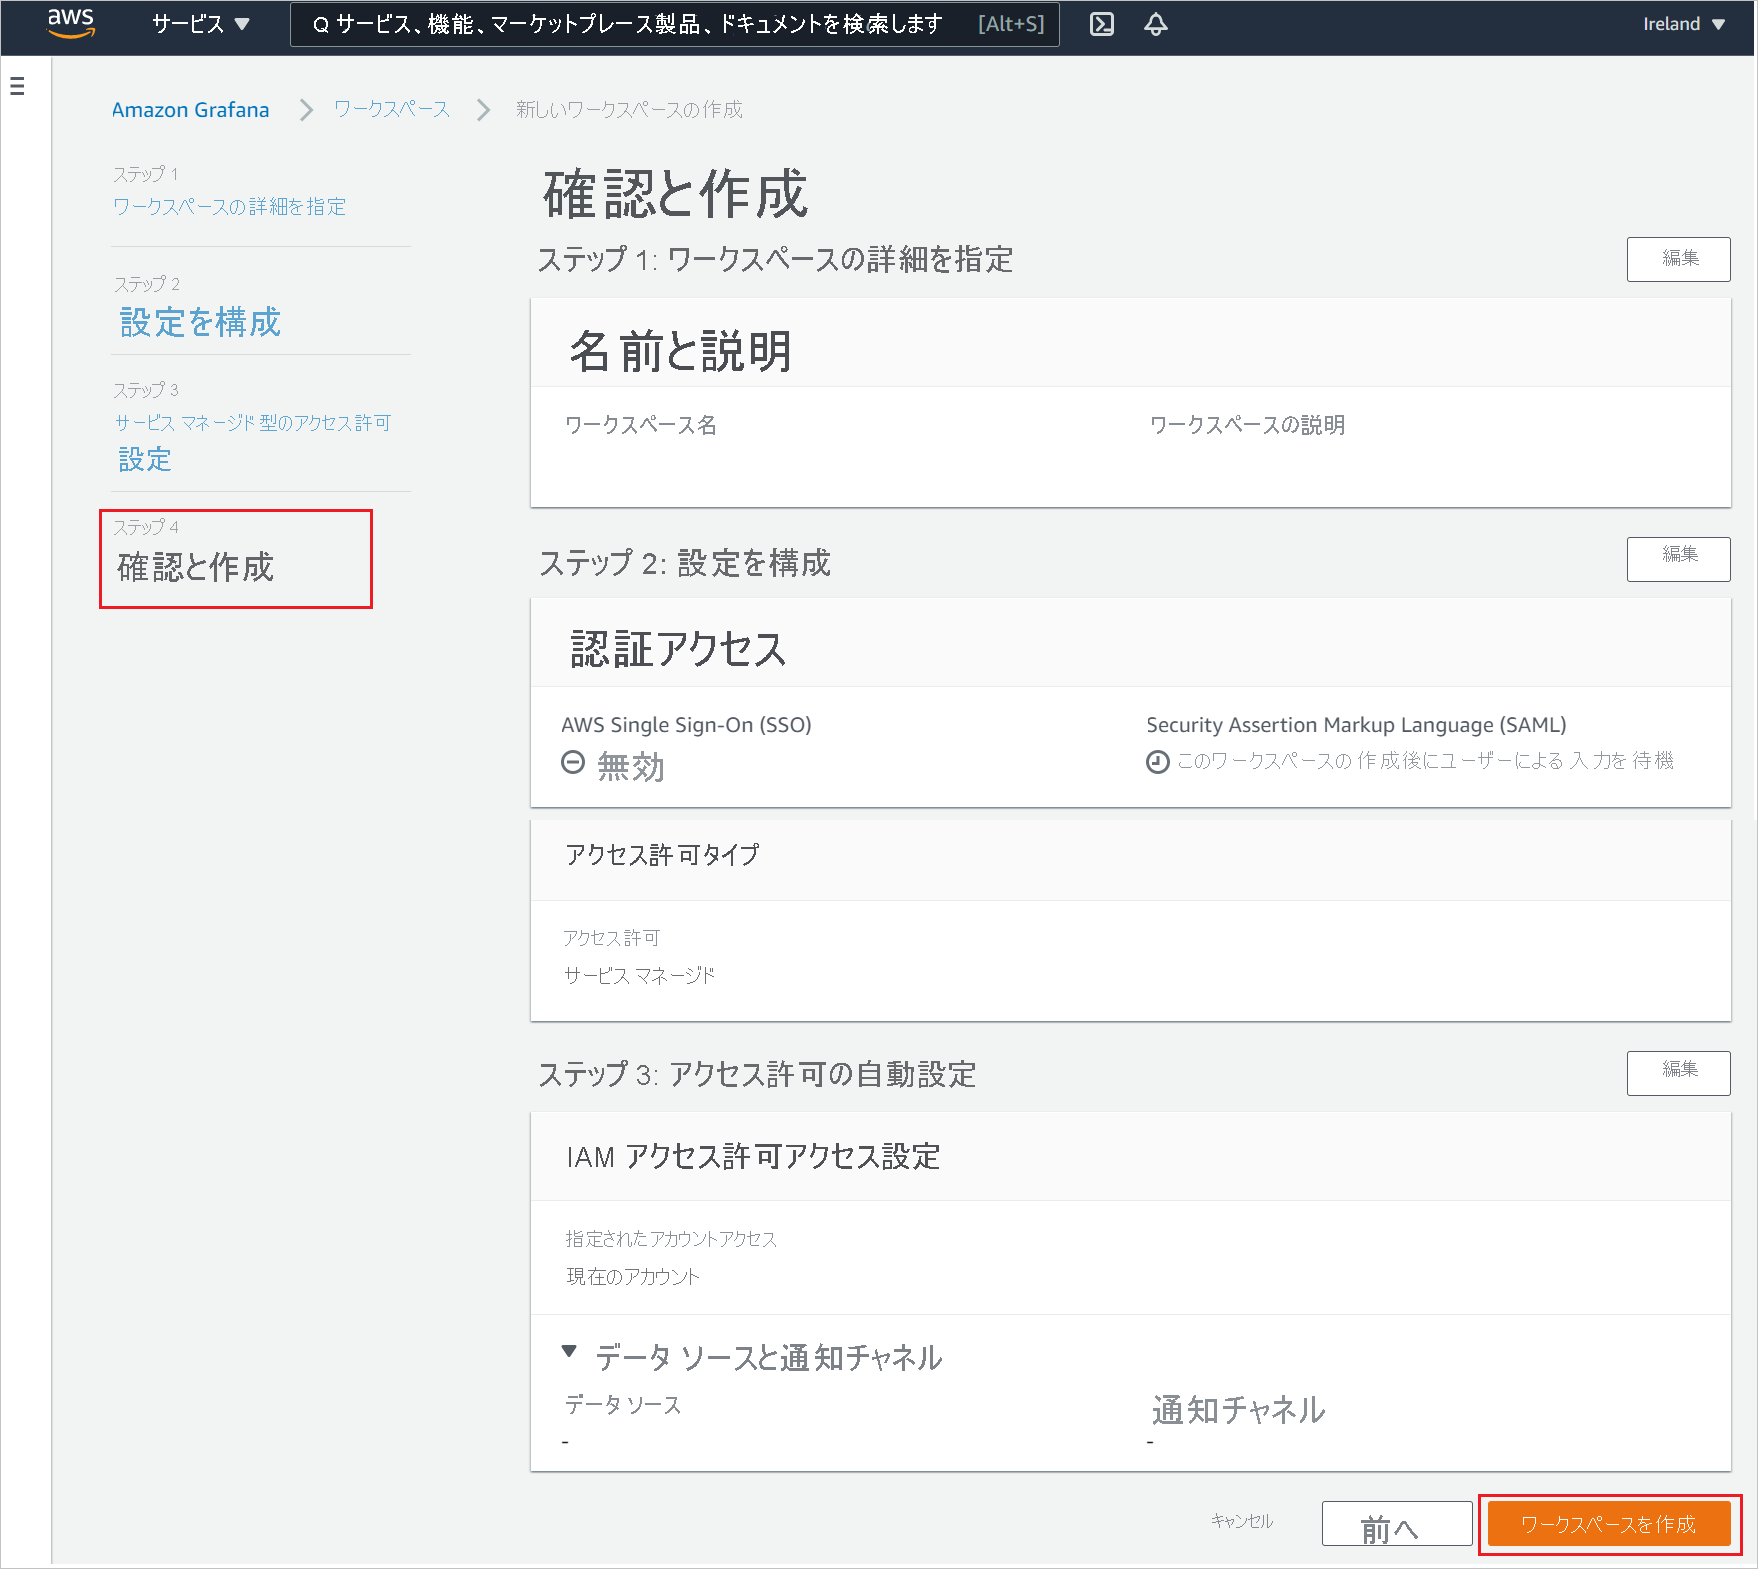 aws
サービス
サービス、機能、マーケットプレース製品、ドキュメントを検索します [Alt+S]
Ireland
Amazon Grafana
ワークスペース
新しいワークスペースの作成
ステップ 1
ワークスペースの詳細を指定
ステップ 2
設定を構成
ステップ 3
サービス マネージド型のアクセス許可
設定
ステップ 4
確認と作成
確認と作成
ステップ 1: ワークスペースの詳細を指定
編集
名前と説明
ワークスペース名
ワークスペースの説明
ステップ 2: 設定を構成
編集
認証アクセス
AWS Single Sign-On (SSO)
無効
Security Assertion Markup Language (SAML)
このワークスペースの作成後にユーザーによる入力を待機
アクセス許可タイプ
アクセス許可
サービス マネージド
ステップ 3: アクセス許可の自動設定
編集
IAM アクセス許可アクセス設定
指定されたアカウントアクセス
現在のアカウント
データ ソースと通知チャネル
データ ソース
-
通知チャネル
-
キャンセル
前へ
ワークスペースを作成